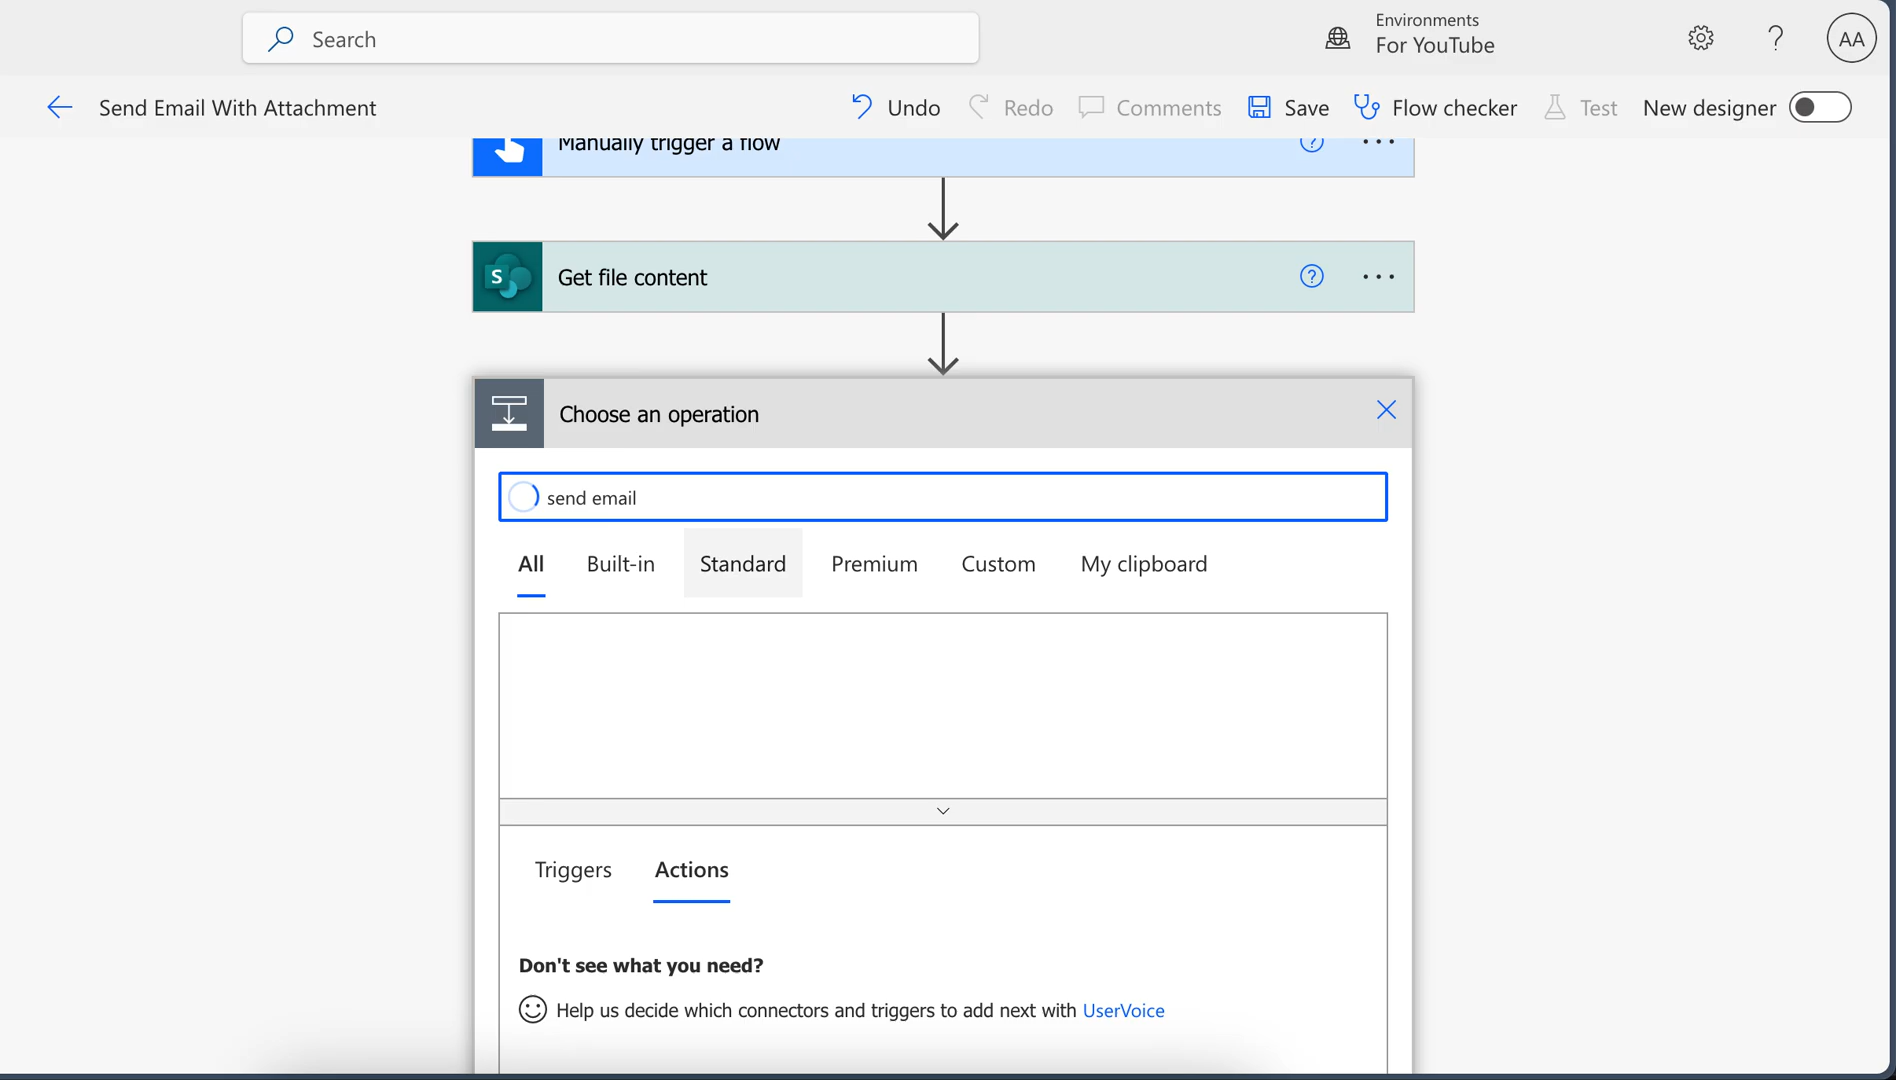 Search
Environments
For YouTube
AA
Send Email With Attachment
Undo
Redo
Comments
Save
Flow checker
Test
New designer
Manually trigger a flow
S
Get file content
Choose an operation
send email
All
Built-in
Standard
Premium
Custom
My clipboard
Triggers
Actions
Don't see what you need?
Help us decide which connectors and triggers to add next with UserVoice